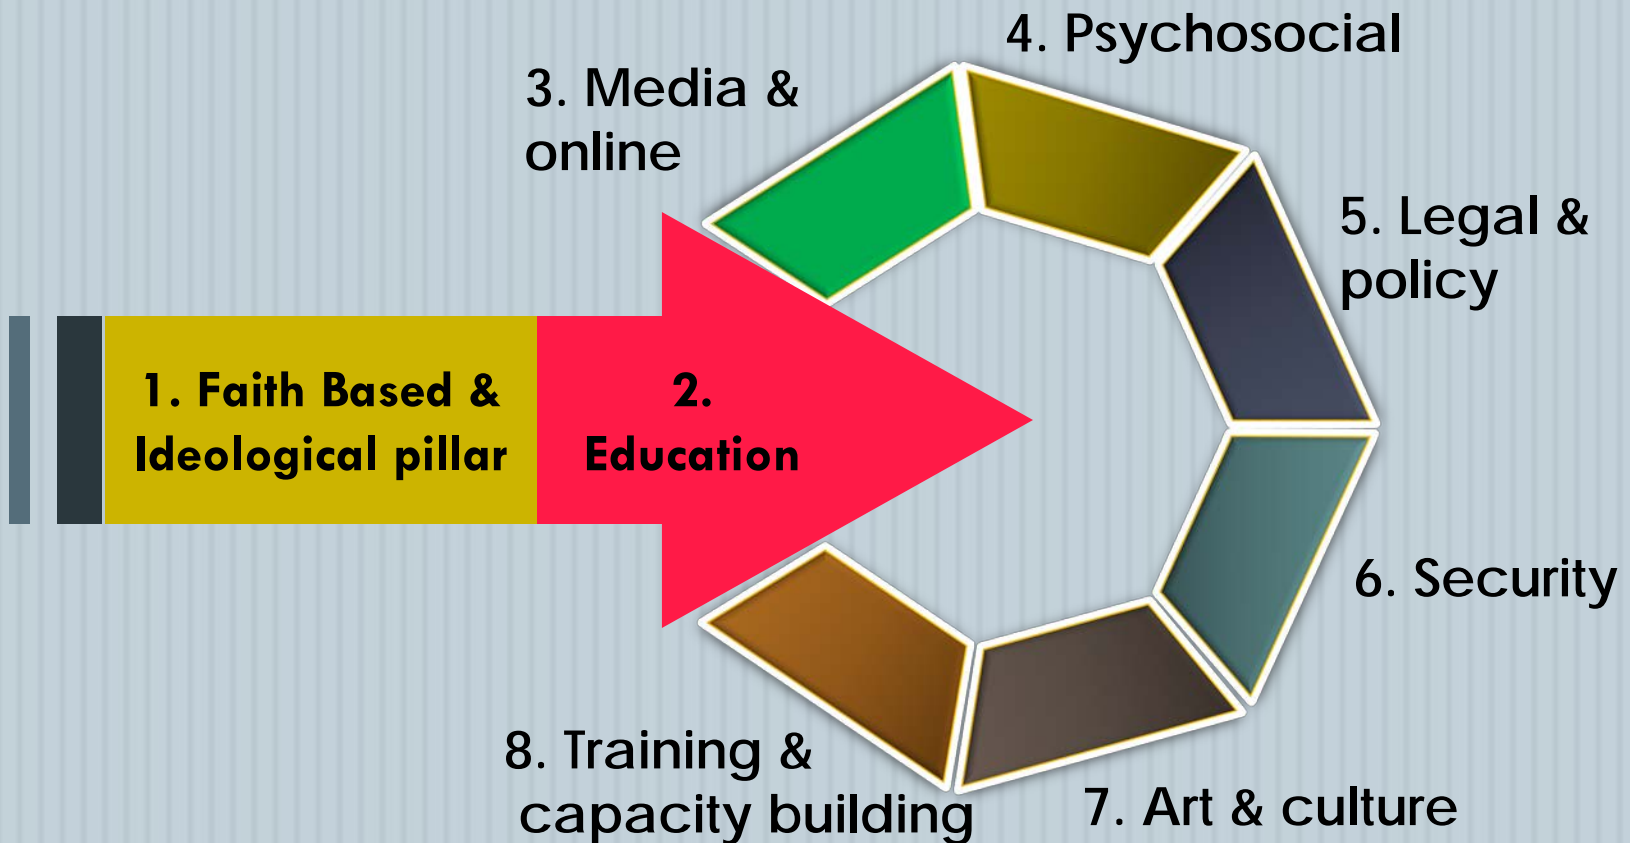 1. Faith Based &
Ideological pillar
2.
Education
3. Media &
online
4. Psychosocial
5. Legal &
policy
6. Security
7. Art & culture
8. Training &
capacity building